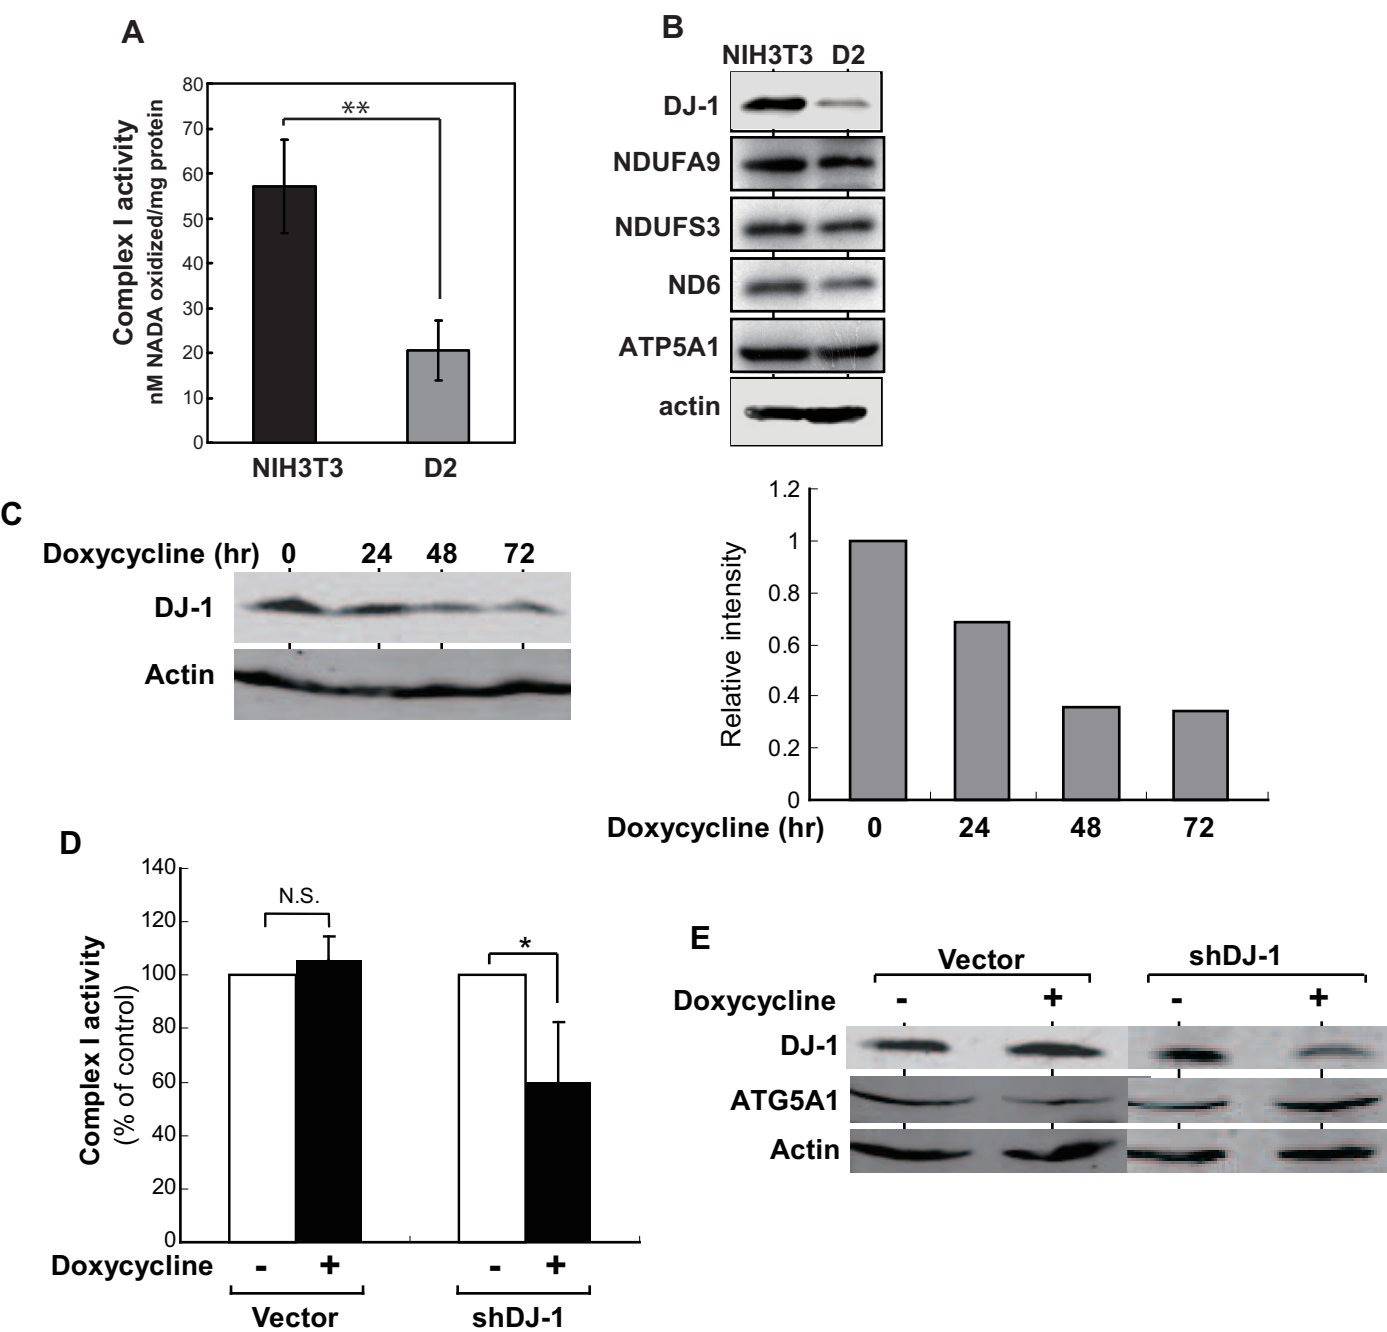 A
Complex I activity
nM NADA oxidized/mg protein
80
70
60
50
40
30
20
10
0
**
NIH3T3 D2
B
NIH3T3 D2
DJ-1
NDUFA9
NDUFS3
ND6
ATP5A1
actin
C
Doxycycline (hr) 0 24 48 72
DJ-1
Actin
Relative intensity
1.2
1
0.8
0.6
0.4
0.2
0
Doxycycline (hr) 0 24 48 72
D
Complex I activity
(% of control)
140
120
100
80
60
40
20
0
N.S.
*
Doxycycline - + - +
Vector shDJ-1
E
Vector shDJ-1
Doxycycline - + - +
DJ-1
ATG5A1
Actin